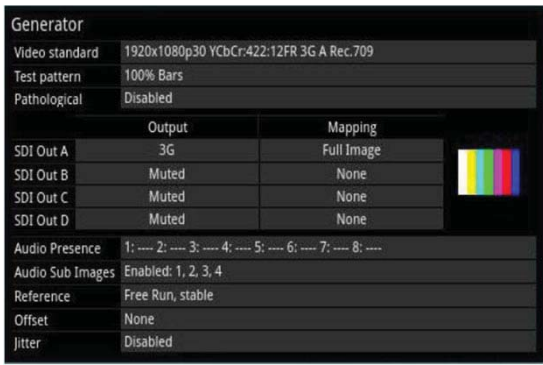 Generator
Video standard 1920x1080p30 YCbCr:422:12FR 3G A Rec.709
Test pattern 100% Bars
Pathological Disabled
Output Mapping
SDI Out A 3G Full Image
SDI Out B Muted None
SDI Out C Muted None
SDI Out D Muted None
Audio Presence 1: ---- 2: ---- 3: ---- 4: ---- 5: ---- 6: ---- 7: ---- 8: ----
Audio Sub Images Enabled: 1, 2, 3, 4
Reference Free Run, stable
Offset None
Jitter Disabled